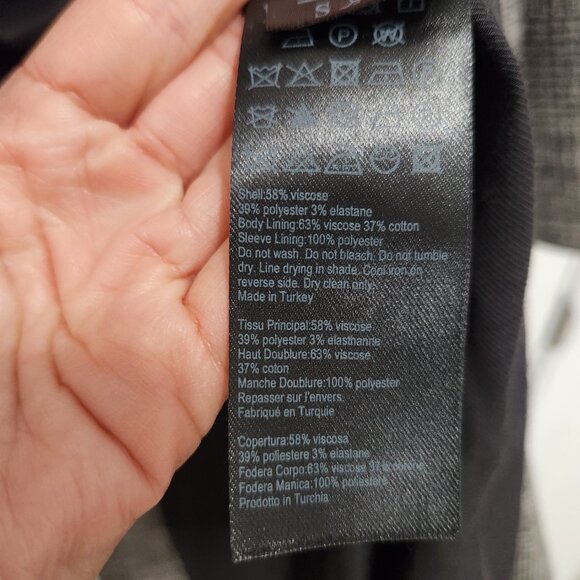 S
P W
Shell:58% viscose
39% polyester 3% elastane
Body Lining:63% viscose 37% cotton
Sleeve Lining:100% polyester
Do not wash. Do not bleach. Do not tumble
dry. Line drying in shade. Cool iron on
reverse side. Dry clean only.
Made in Turkey
Tissu Principal:58% viscose
39% polyester 3% elasthanne
Haut Doublure:63% viscose
37% coton
Manche Doublure:100% polyester
Repasser sur l'envers.
Fabriqué en Turquie
Copertura:58% viscosa
39% poliestere 3% elastane
Fodera Corpo:63% viscose 37% cotone
Fodera Manica:100% poliestere
Prodotto in Turchia